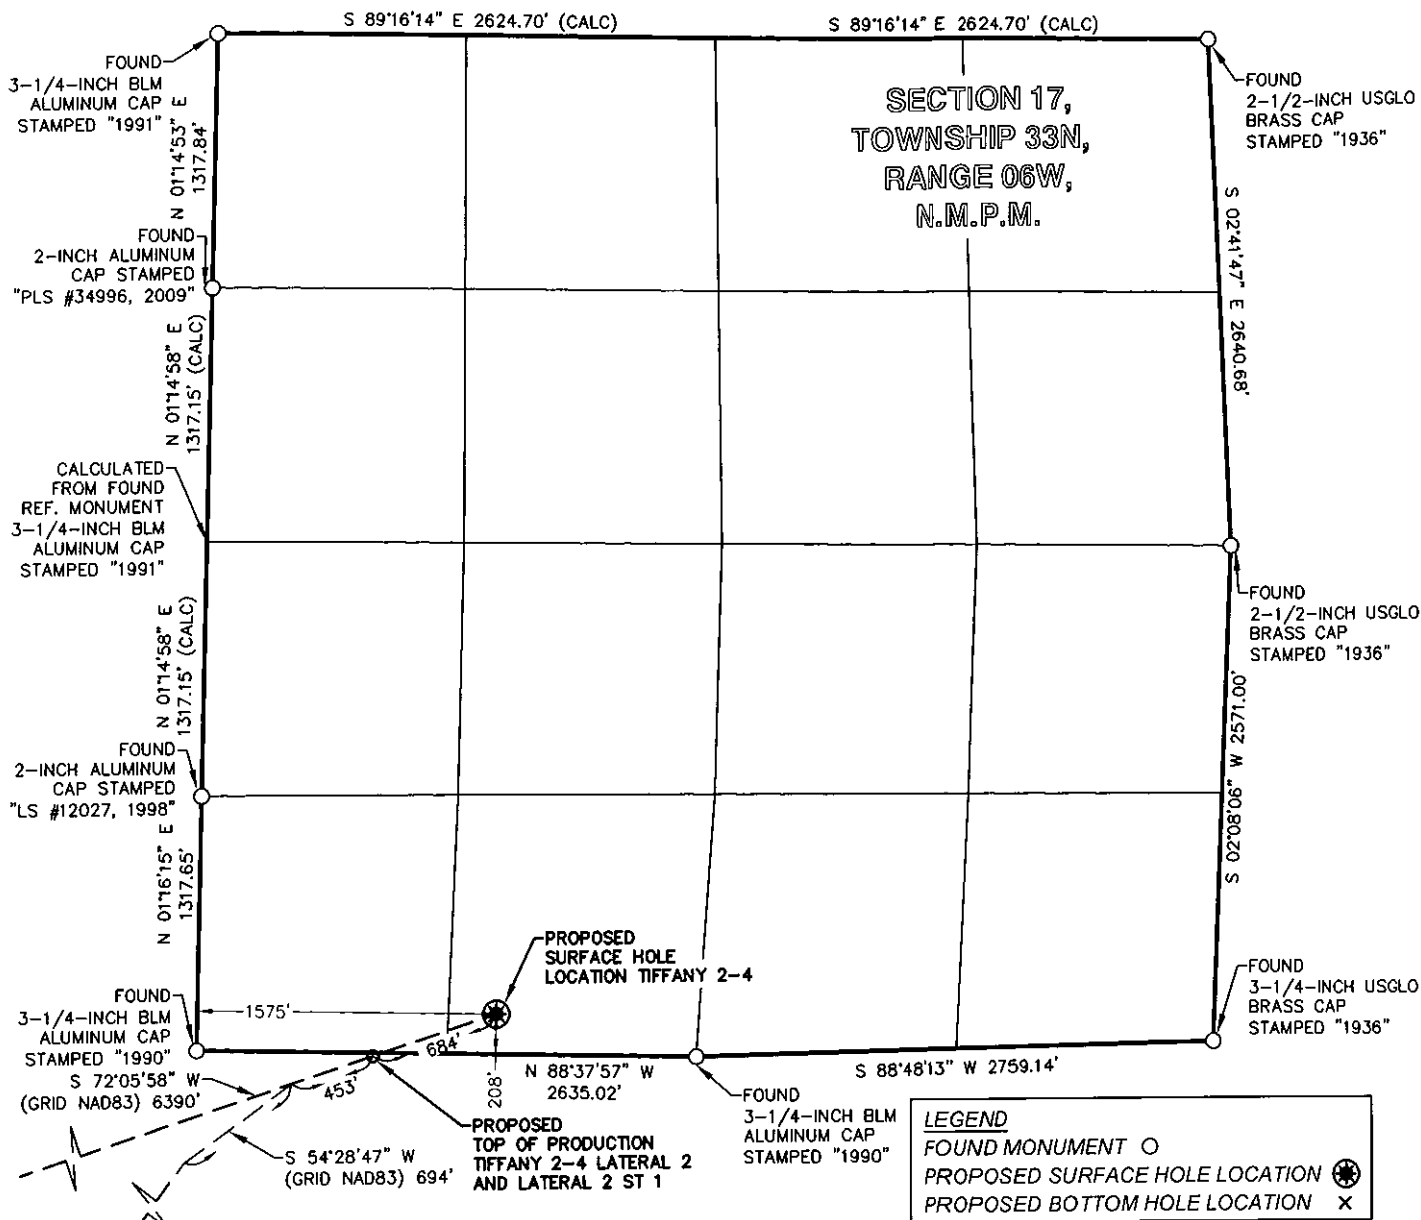 S 89°16'14" E 2624.70' (CALC)
S 89°16'14" E 2624.70' (CALC)
FOUND
3-1/4-INCH BLM
ALUMINUM CAP
STAMPED "1991"
N 01°14'53" E
1317.84'
SECTION 17,
TOWNSHIP 33N,
RANGE 06W,
N.M.P.M.
FOUND
2-1/2-INCH USGLO
BRASS CAP
STAMPED "1936"
S 02°41'47" E 2640.68'
FOUND
2-INCH ALUMINUM
CAP STAMPED
"PLS #34996, 2009"
N 01°14'58" E
1317.15' (CALC)
CALCULATED
FROM FOUND
REF. MONUMENT
3-1/4-INCH BLM
ALUMINUM CAP
STAMPED "1991"
FOUND
2-1/2-INCH USGLO
BRASS CAP
STAMPED "1936"
N 01°14'58" E
1317.15' (CALC)
S 02°08'06" W 2571.00'
FOUND
2-INCH ALUMINUM
CAP STAMPED
"LS #12027, 1998"
N 01°16'15" E
1317.65'
PROPOSED
SURFACE HOLE
LOCATION TIFFANY 2-4
FOUND
3-1/4-INCH USGLO
BRASS CAP
STAMPED "1936"
FOUND
3-1/4-INCH BLM
ALUMINUM CAP
STAMPED "1990"
1575'
684'
208'
453'
N 88°37'57" W
2635.02'
S 88°48'13" W 2759.14'
S 72°05'58" W
(GRID NAD83) 6390'
S 54°28'47" W
(GRID NAD83) 694'
PROPOSED
TOP OF PRODUCTION
TIFFANY 2-4 LATERAL 2
AND LATERAL 2 ST 1
FOUND
3-1/4-INCH BLM
ALUMINUM CAP
STAMPED "1990"
LEGEND
FOUND MONUMENT
PROPOSED SURFACE HOLE LOCATION
PROPOSED BOTTOM HOLE LOCATION